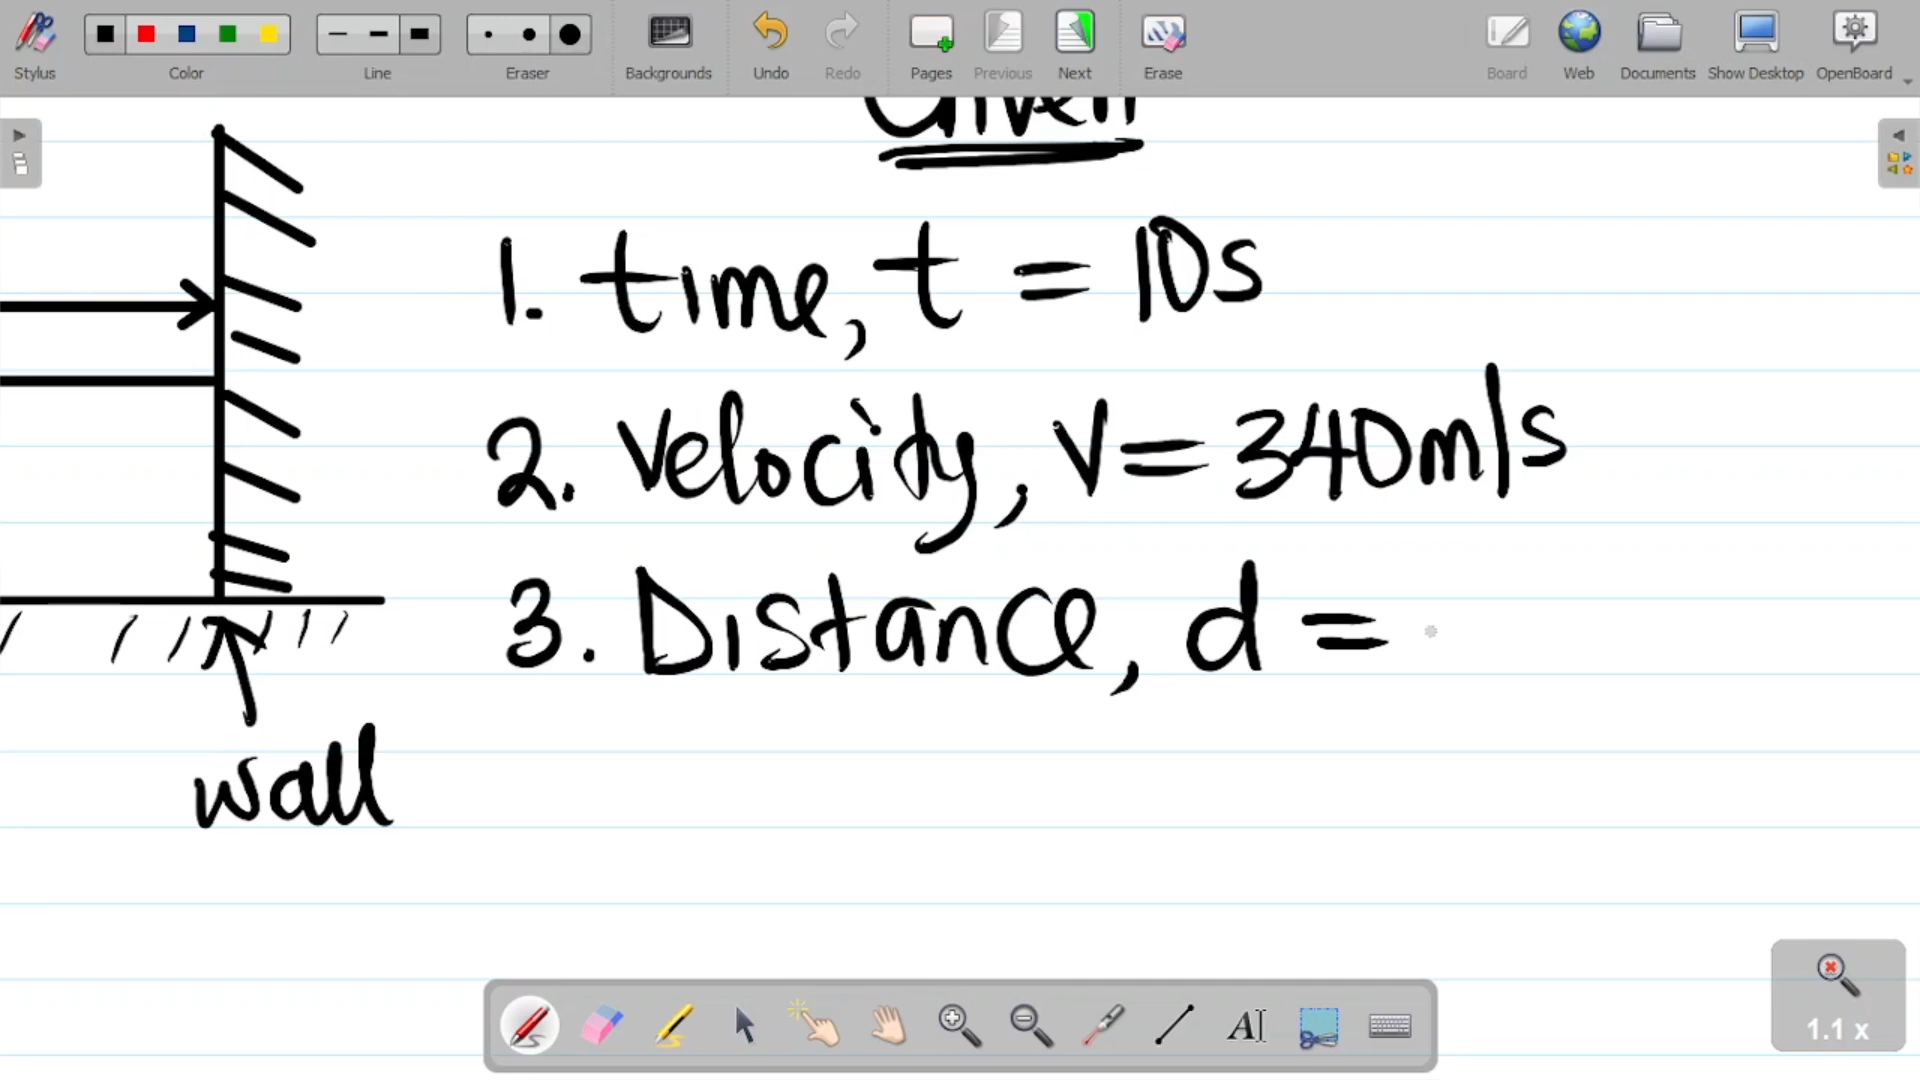 Stylus Color Line Eraser Backgrounds Undo Redo Pages Previous Next Erase Board Web Documents Show Desktop OpenBoard
Given
1. time, t = 10s
2. Velocity, V = 340m/s
3. Distance, d =
wall
1.1 x